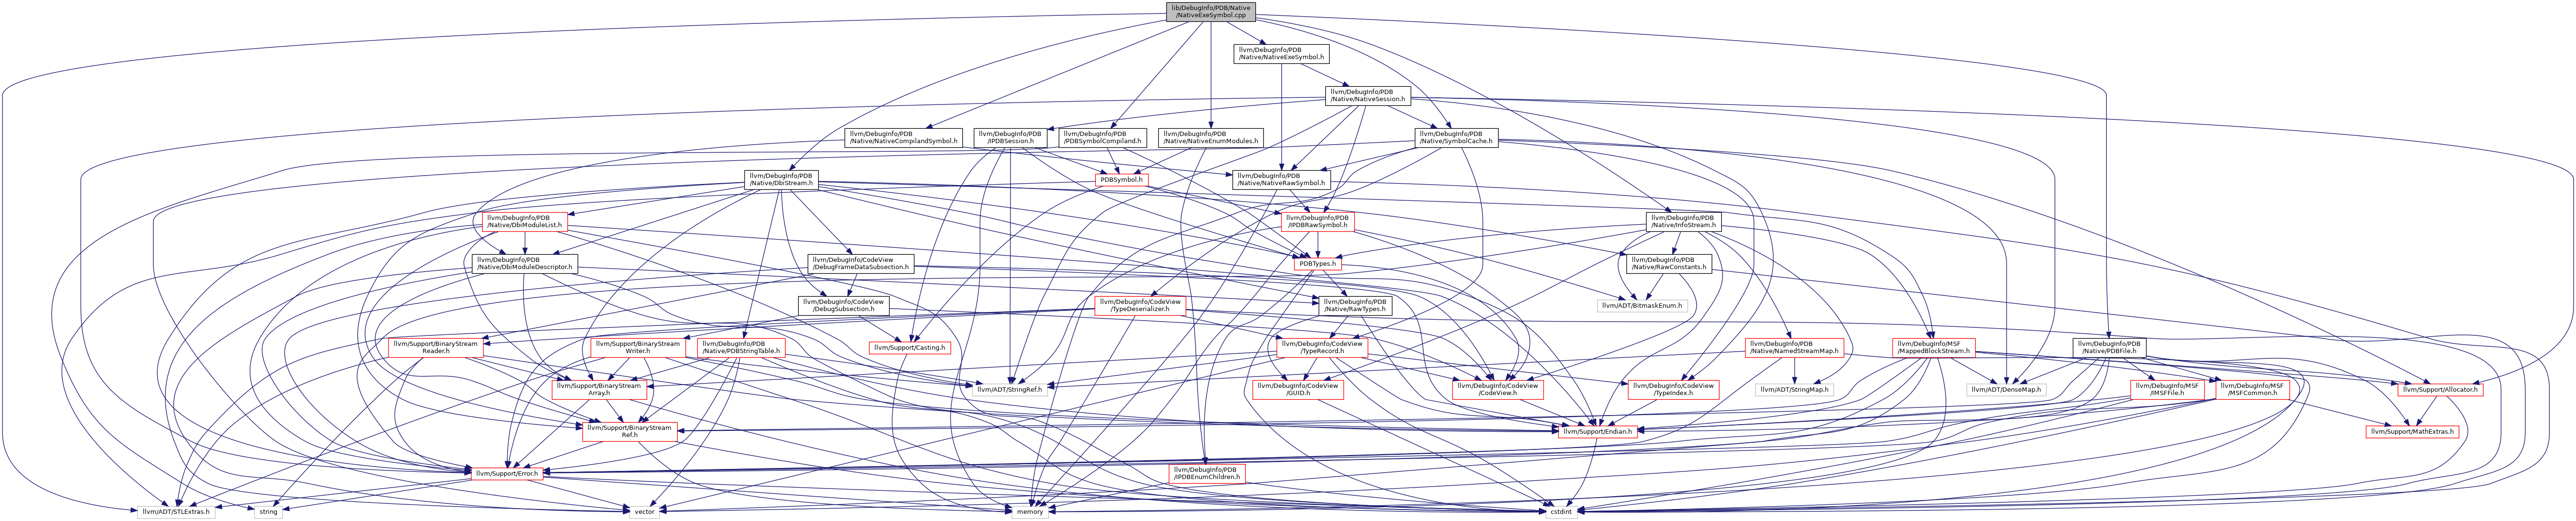 lib/DebugInfo/PDB/Native
/NativeExeSymbol.cpp
llvm/DebugInfo/PDB
/Native/NativeExeSymbol.h
llvm/DebugInfo/PDB
/Native/NativeSession.h
llvm/DebugInfo/PDB
/Native/NativeCompilandSymbol.h
llvm/DebugInfo/PDB
/IPDBSession.h
llvm/DebugInfo/PDB
/PDBSymbolCompiland.h
llvm/DebugInfo/PDB
/Native/NativeEnumModules.h
llvm/DebugInfo/PDB
/Native/SymbolCache.h
llvm/DebugInfo/PDB
/Native/DbiStream.h
PDBSymbol.h
llvm/DebugInfo/PDB
/Native/NativeRawSymbol.h
llvm/DebugInfo/PDB
/Native/DbiModuleList.h
llvm/DebugInfo/PDB
/IPDBRawSymbol.h
llvm/DebugInfo/PDB
/Native/InfoStream.h
llvm/DebugInfo/PDB
/Native/DbiModuleDescriptor.h
llvm/DebugInfo/CodeView
/DebugFrameDataSubsection.h
PDBTypes.h
llvm/DebugInfo/PDB
/Native/RawConstants.h
llvm/DebugInfo/CodeView
/DebugSubsection.h
llvm/DebugInfo/CodeView
/TypeDeserializer.h
llvm/DebugInfo/PDB
/Native/RawTypes.h
llvm/ADT/BitmaskEnum.h
llvm/Support/BinaryStream
Reader.h
llvm/Support/BinaryStream
Writer.h
llvm/DebugInfo/PDB
/Native/PDBStringTable.h
llvm/Support/Casting.h
llvm/DebugInfo/CodeView
/TypeRecord.h
llvm/DebugInfo/PDB
/Native/NamedStreamMap.h
llvm/DebugInfo/MSF
/MappedBlockStream.h
llvm/DebugInfo/PDB
/Native/PDBFile.h
llvm/Support/BinaryStream
Array.h
llvm/ADT/StringRef.h
llvm/DebugInfo/CodeView
/GUID.h
llvm/DebugInfo/CodeView
/CodeView.h
llvm/DebugInfo/CodeView
/TypeIndex.h
llvm/ADT/StringMap.h
llvm/ADT/DenseMap.h
llvm/DebugInfo/MSF
/IMSFFile.h
llvm/DebugInfo/MSF
/MSFCommon.h
llvm/Support/Allocator.h
llvm/Support/BinaryStream
Ref.h
llvm/Support/Endian.h
llvm/Support/MathExtras.h
llvm/Support/Error.h
llvm/DebugInfo/PDB
/IPDBEnumChildren.h
llvm/ADT/STLExtras.h
string
vector
memory
cstdint